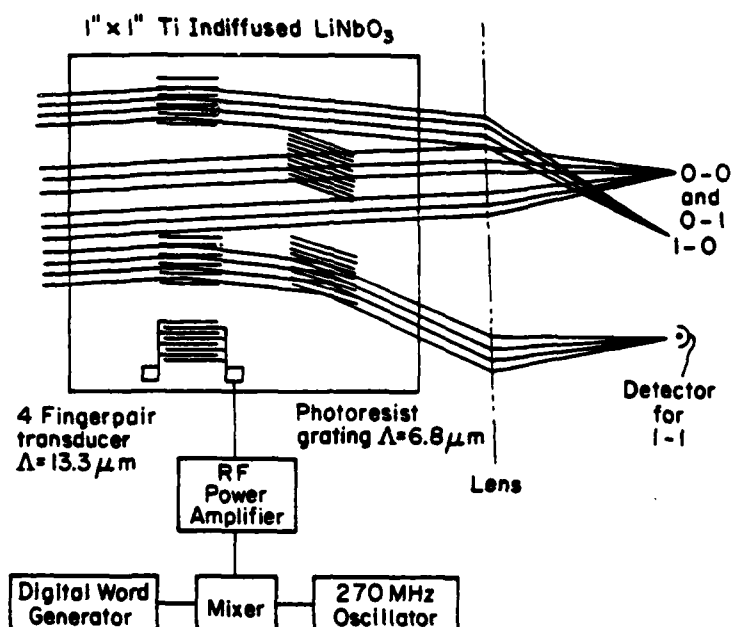 1" x 1" Ti Indiffused LiNbO₃
0-0
and
0-1
1-0
Detector
for
1-1
4 Fingerpair
transducer
Λ=13.3 μm
Photoresist
grating Λ=6.8 μm
Lens
RF
Power
Amplifier
Digital Word
Generator
Mixer
270 MHz
Oscillator